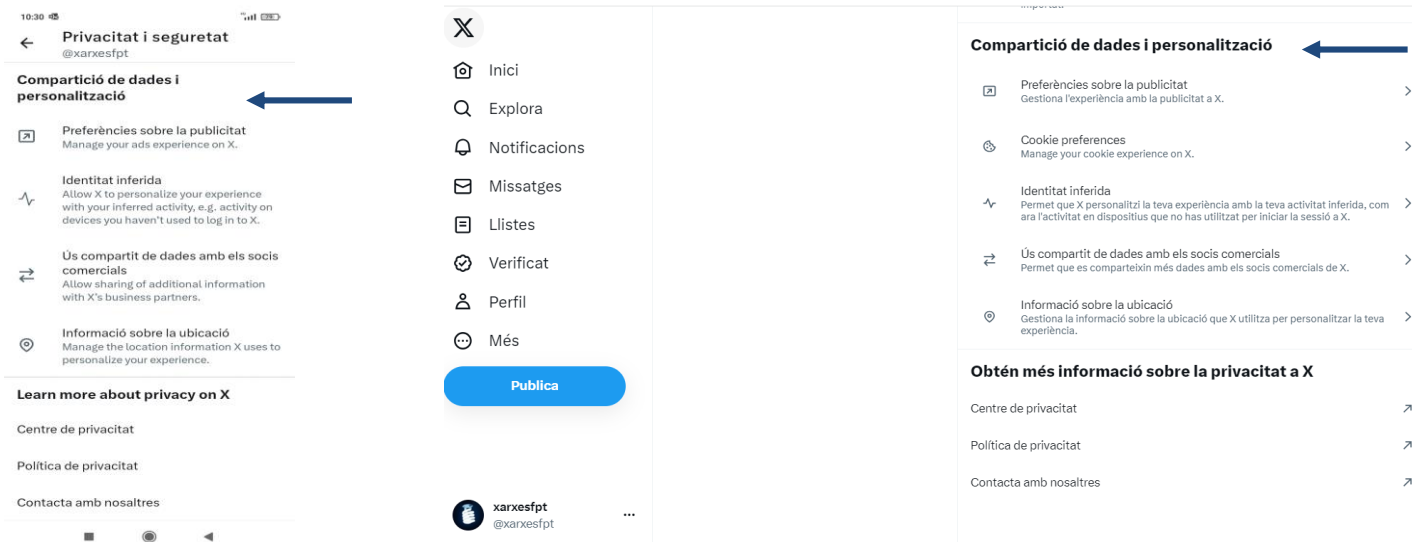 10:30
Privacitat i seguretat
@xarxesfpt
Compartició de dades i
personalització
Preferències sobre la publicitat
Manage your ads experience on X.
Identitat inferida
Allow X to personalize your experience
with your inferred activity, e.g. activity on
devices you haven't used to log in to X.
Ús compartit de dades amb els socis
comercials
Allow sharing of additional information
with X's business partners.
Informació sobre la ubicació
Manage the location information X uses to
personalize your experience.
Learn more about privacy on X
Centre de privacitat
Política de privacitat
Contacta amb nosaltres
Inici
Explora
Notificacions
Missatges
Llistes
Verificat
Perfil
Més
Publica
xarxesfpt
@xarxesfpt
Compartició de dades i personalització
Preferències sobre la publicitat
Gestiona l'experiència amb la publicitat a X.
Cookie preferences
Manage your cookie experience on X.
Identitat inferida
Permet que X personalitzi la teva experiència amb la teva activitat inferida, com
ara l'activitat en dispositius que no has utilitzat per iniciar la sessió a X.
Ús compartit de dades amb els socis comercials
Permet que es comparteixin més dades amb els socis comercials de X.
Informació sobre la ubicació
Gestiona la informació sobre la ubicació que X utilitza per personalitzar la teva
experiència.
Obtén més informació sobre la privacitat a X
Centre de privacitat
Política de privacitat
Contacta amb nosaltres